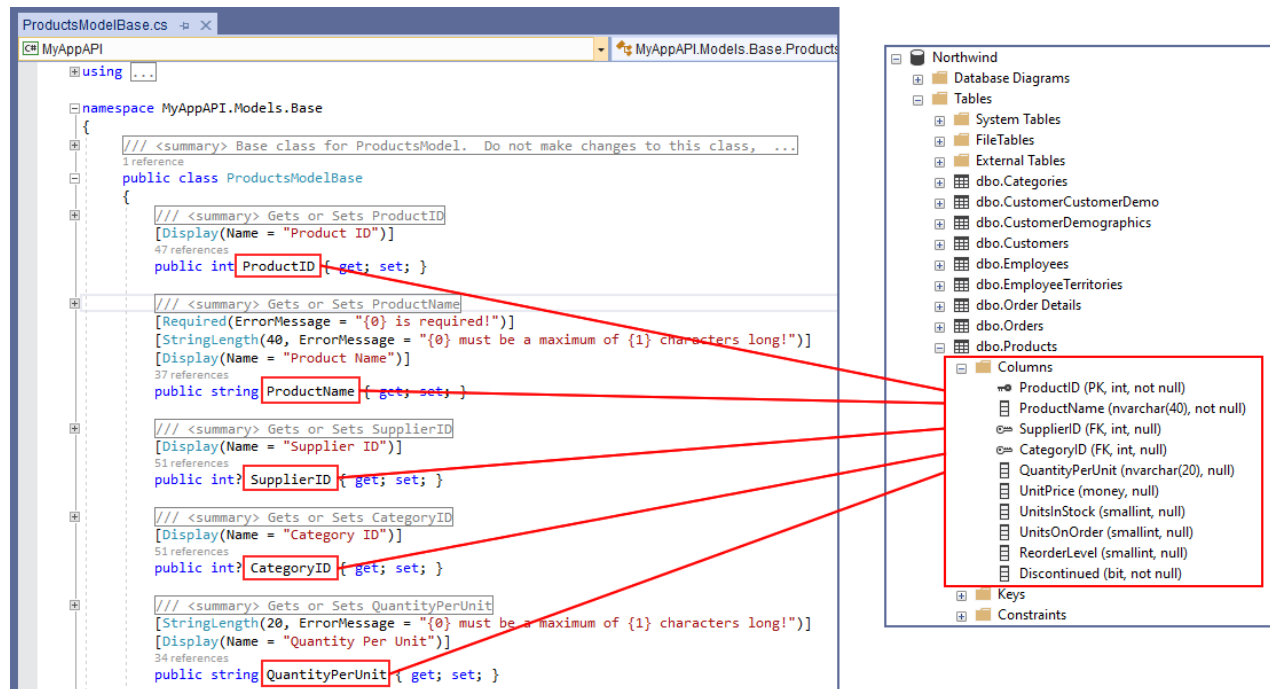 ProductsModelBase.cs
C# MyAppAPI
MyAppAPI.Models.Base.Products
using ...
namespace MyAppAPI.Models.Base
{
/// <summary> Base class for ProductsModel.  Do not make changes to this class,  ...
1 reference
public class ProductsModelBase
{
/// <summary> Gets or Sets ProductID
[Display(Name = "Product ID")]
47 references
public int ProductID { get; set; }
/// <summary> Gets or Sets ProductName
[Required(ErrorMessage = "{0} is required!")]
[StringLength(40, ErrorMessage = "{0} must be a maximum of {1} characters long!")]
[Display(Name = "Product Name")]
37 references
public string ProductName { get; set; }
/// <summary> Gets or Sets SupplierID
[Display(Name = "Supplier ID")]
51 references
public int? SupplierID { get; set; }
/// <summary> Gets or Sets CategoryID
[Display(Name = "Category ID")]
51 references
public int? CategoryID { get; set; }
/// <summary> Gets or Sets QuantityPerUnit
[StringLength(20, ErrorMessage = "{0} must be a maximum of {1} characters long!")]
[Display(Name = "Quantity Per Unit")]
34 references
public string QuantityPerUnit { get; set; }
Northwind
Database Diagrams
Tables
System Tables
FileTables
External Tables
dbo.Categories
dbo.CustomerCustomerDemo
dbo.CustomerDemographics
dbo.Customers
dbo.Employees
dbo.EmployeeTerritories
dbo.Order Details
dbo.Orders
dbo.Products
Columns
ProductID (PK, int, not null)
ProductName (nvarchar(40), not null)
SupplierID (FK, int, null)
CategoryID (FK, int, null)
QuantityPerUnit (nvarchar(20), null)
UnitPrice (money, null)
UnitsInStock (smallint, null)
UnitsOnOrder (smallint, null)
ReorderLevel (smallint, null)
Discontinued (bit, not null)
Keys
Constraints